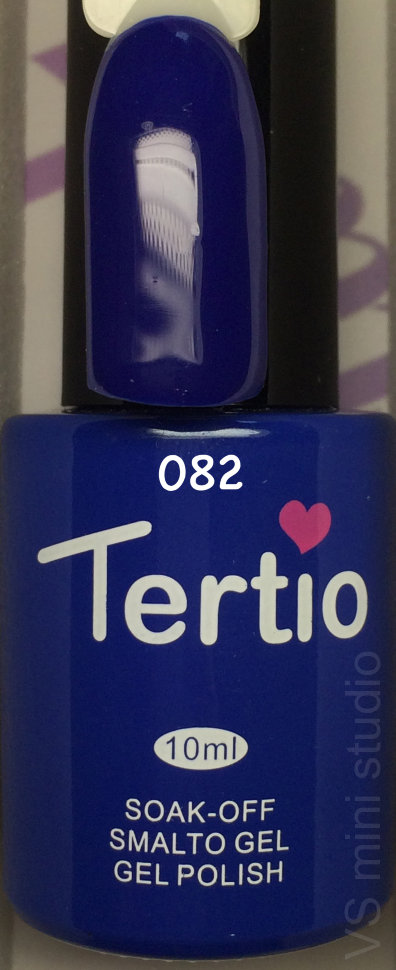 082
Tertio
10ml
SOAK-OFF
SMALTO GEL
GEL POLISH
VS mini studio